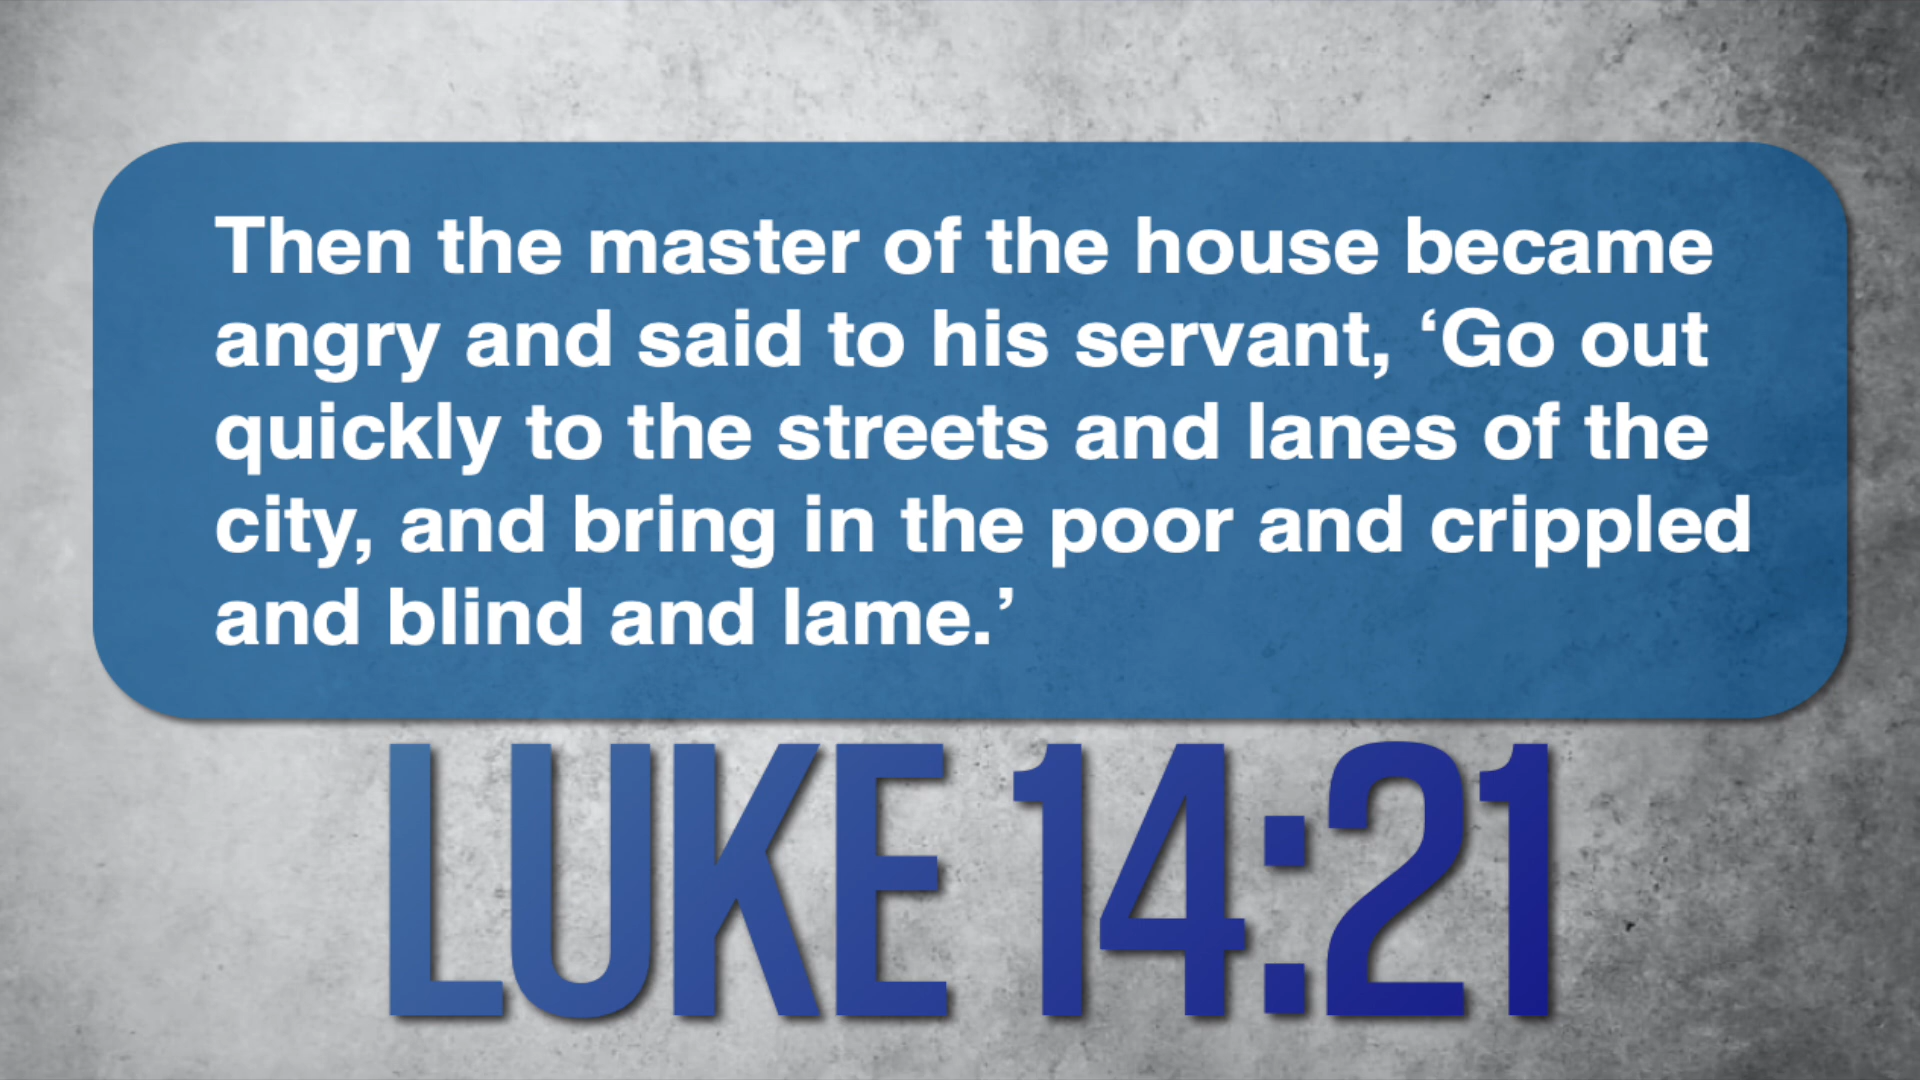 Then the master of the house became
angry and said to his servant, ‘Go out
quickly to the streets and lanes of the
city, and bring in the poor and crippled
and blind and lame.’
LUKE 14:21